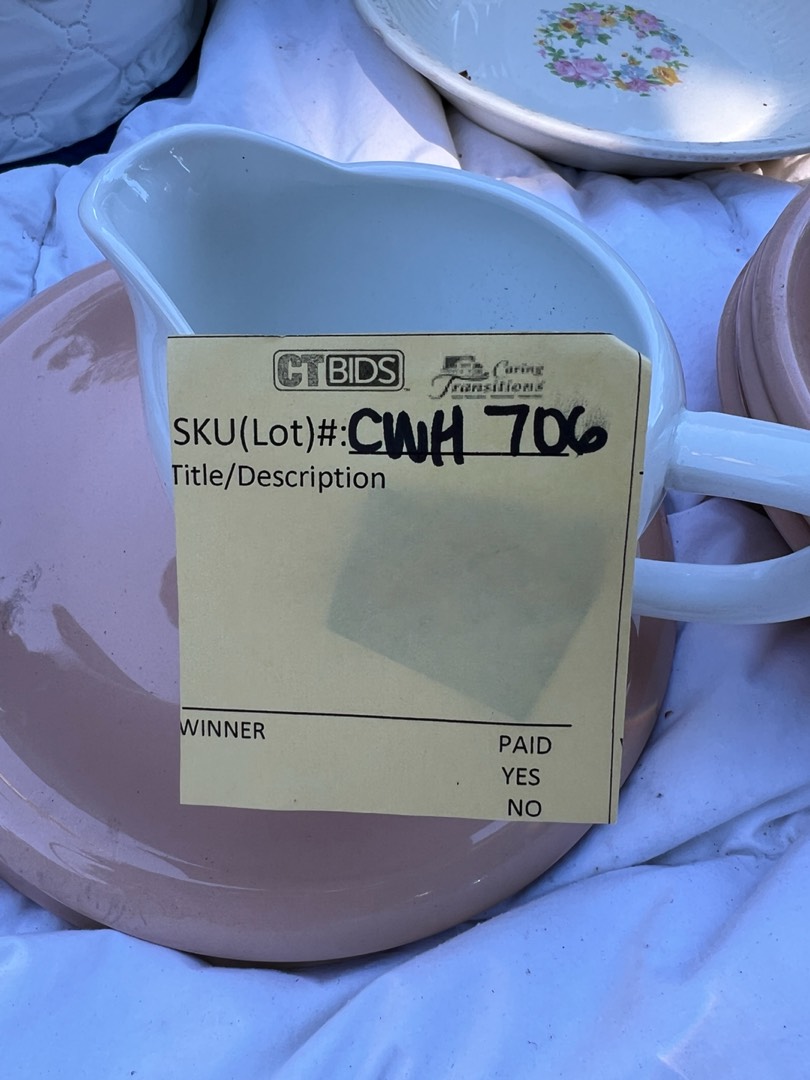 CTBIDS
Caring
Transitions
SKU(Lot)#: CWH 706
Title/Description
WINNER
PAID
YES
NO